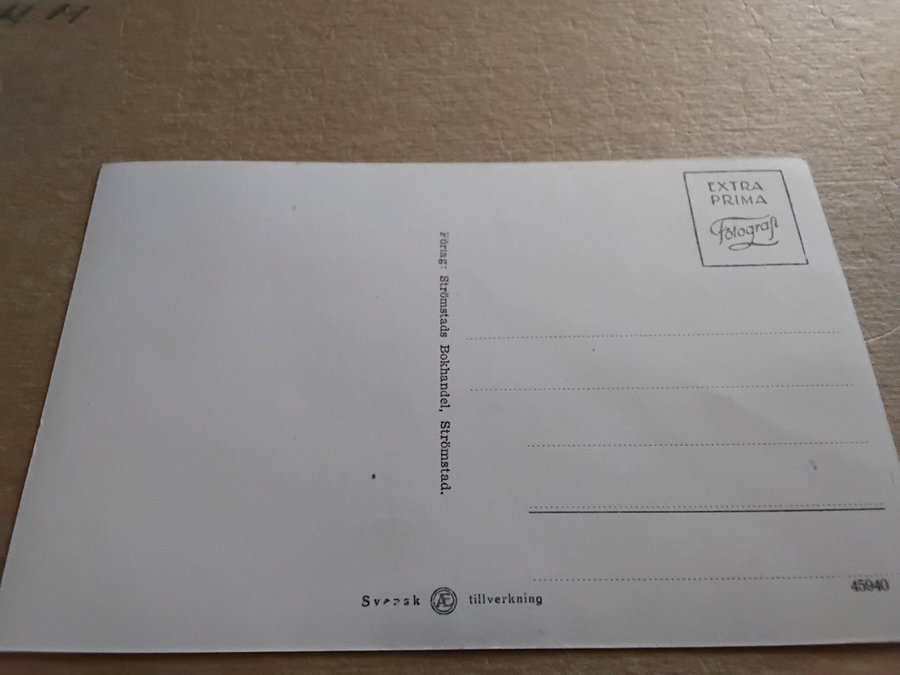 EXTRA
PRIMA
Fotografi
Förlag: Strömstads Bokhandel, Strömstad.
45940
Svensk Æ tillverkning